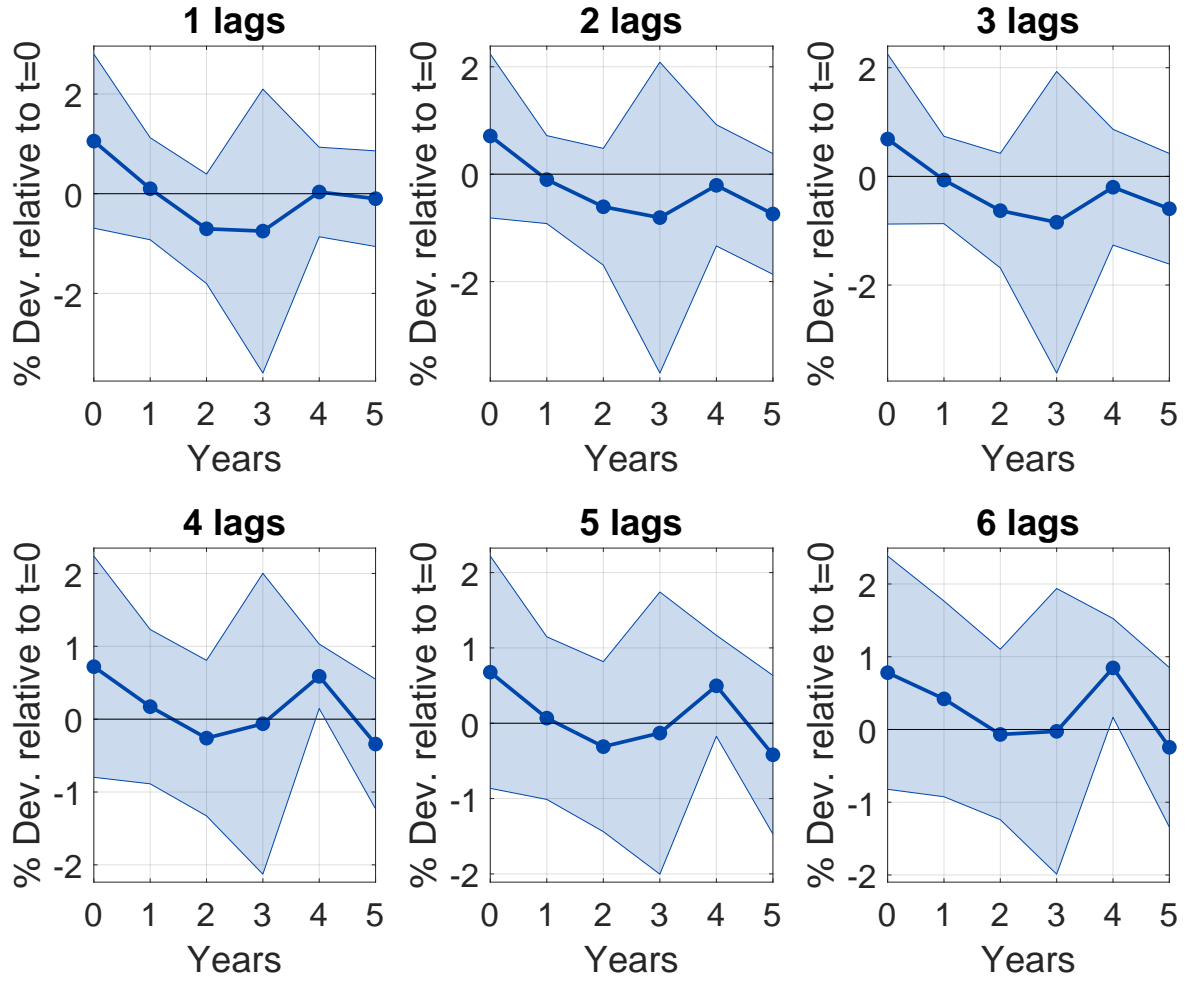 1 lags
% Dev. relative to t=0
2
0
-2
0 1 2 3 4 5
Years
2 lags
% Dev. relative to t=0
2
0
-2
0 1 2 3 4 5
Years
3 lags
% Dev. relative to t=0
2
0
-2
0 1 2 3 4 5
Years
4 lags
% Dev. relative to t=0
2
1
0
-1
-2
0 1 2 3 4 5
Years
5 lags
% Dev. relative to t=0
2
1
0
-1
-2
0 1 2 3 4 5
Years
6 lags
% Dev. relative to t=0
2
1
0
-1
-2
0 1 2 3 4 5
Years